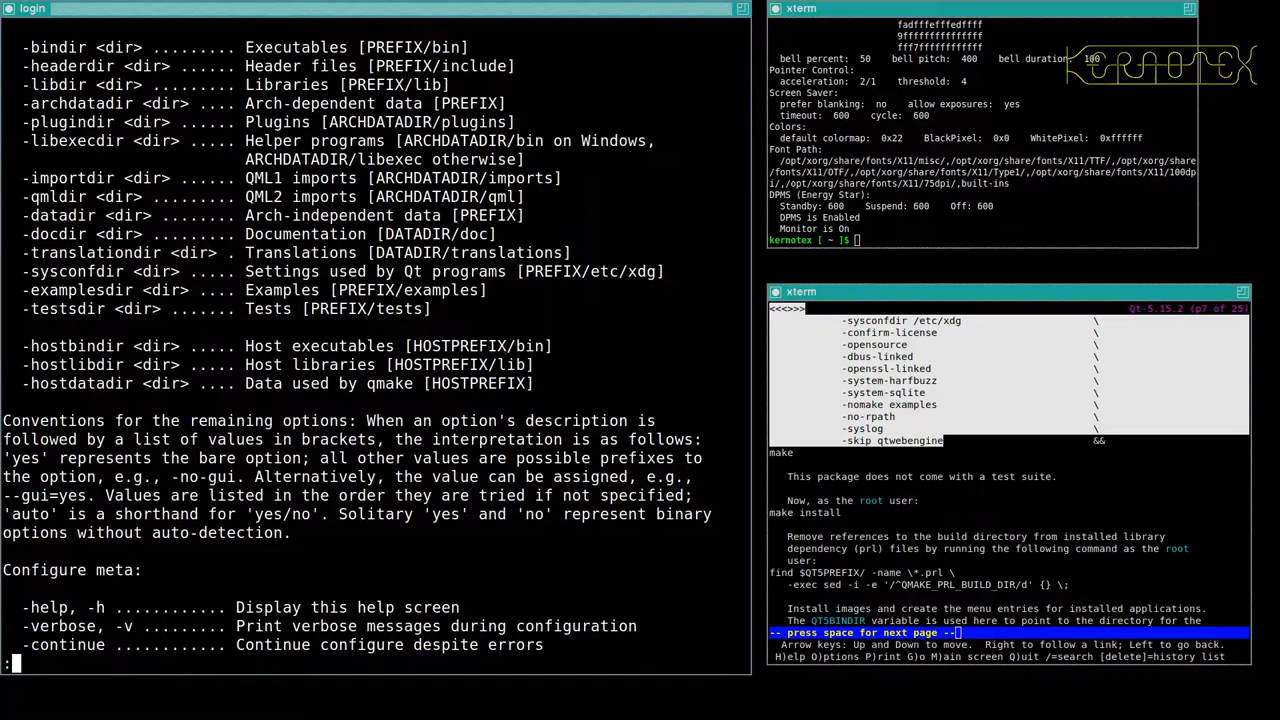 login
-bindir <dir> ......... Executables [PREFIX/bin]
-headerdir <dir> ...... Header files [PREFIX/include]
-libdir <dir> ......... Libraries [PREFIX/lib]
-archdatadir <dir> .... Arch-dependent data [PREFIX]
-plugindir <dir> ...... Plugins [ARCHDATADIR/plugins]
-libexecdir <dir> ..... Helper programs [ARCHDATADIR/bin on Windows,
ARCHDATADIR/libexec otherwise]
-importdir <dir> ...... QML1 imports [ARCHDATADIR/imports]
-qmldir <dir> ......... QML2 imports [ARCHDATADIR/qml]
-datadir <dir> ........ Arch-independent data [PREFIX]
-docdir <dir> ......... Documentation [DATADIR/doc]
-translationdir <dir> . Translations [DATADIR/translations]
-sysconfdir <dir> ..... Settings used by Qt programs [PREFIX/etc/xdg]
-examplesdir <dir> .... Examples [PREFIX/examples]
-testsdir <dir> ....... Tests [PREFIX/tests]
-hostbindir <dir> ..... Host executables [HOSTPREFIX/bin]
-hostlibdir <dir> ..... Host libraries [HOSTPREFIX/lib]
-hostdatadir <dir> .... Data used by qmake [HOSTPREFIX]
Conventions for the remaining options: When an option's description is
followed by a list of values in brackets, the interpretation is as follows:
'yes' represents the bare option; all other values are possible prefixes to
the option, e.g., -no-gui. Alternatively, the value can be assigned, e.g.,
--gui=yes. Values are listed in the order they are tried if not specified;
'auto' is a shorthand for 'yes/no'. Solitary 'yes' and 'no' represent binary
options without auto-detection.
Configure meta:
-help, -h ............ Display this help screen
-verbose, -v ......... Print verbose messages during configuration
-continue ............ Continue configure despite errors
:
xterm
fadfffefffedffff
9fffffffffffffff
fff7ffffffffffff
bell percent: 50 bell pitch: 400 bell duration: 100
Pointer Control:
acceleration: 2/1 threshold: 4
Screen Saver:
prefer blanking: no allow exposures: yes
timeout: 600 cycle: 600
Colors:
default colormap: 0x22 BlackPixel: 0x0 WhitePixel: 0xffffff
Font Path:
/opt/xorg/share/fonts/X11/misc/,/opt/xorg/share/fonts/X11/TTF/,/opt/xorg/share
/fonts/X11/OTF/,/opt/xorg/share/fonts/X11/Type1/,/opt/xorg/share/fonts/X11/100dp
i/,/opt/xorg/share/fonts/X11/75dpi/,built-ins
DPMS (Energy Star):
Standby: 600 Suspend: 600 Off: 600
DPMS is Enabled
Monitor is On
kernotex [ ~ ]$
KERNOTEX
xterm
<<<>>> Qt-5.15.2 (p7 of 25)
-sysconfdir /etc/xdg \
-confirm-license \
-opensource \
-dbus-linked \
-openssl-linked \
-system-harfbuzz \
-system-sqlite \
-nomake examples \
-no-rpath \
-syslog \
-skip qtwebengine &&
make
This package does not come with a test suite.
Now, as the root user:
make install
Remove references to the build directory from installed library
dependency (prl) files by running the following command as the root
user:
find $QT5PREFIX/ -name \*.prl \
-exec sed -i -e '/^QMAKE_PRL_BUILD_DIR/d' {} \;
Install images and create the menu entries for installed applications.
The QT5BINDIR variable is used here to point to the directory for the
-- press space for next page --
Arrow keys: Up and Down to move. Right to follow a link; Left to go back.
H)elp O)ptions P)rint G)o M)ain screen Q)uit /=search [delete]=history list